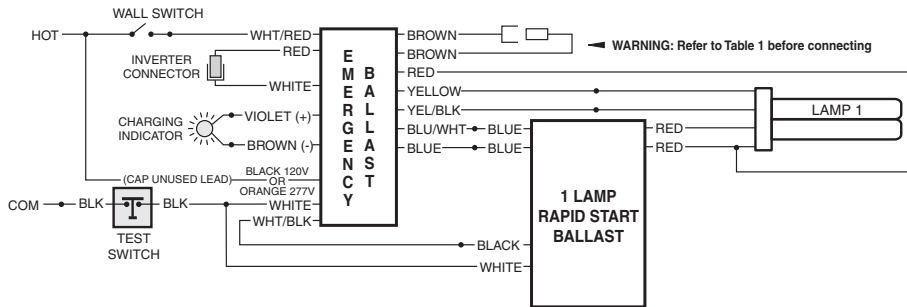 WALL SWITCH
HOT
WHT/RED
RED
INVERTER
CONNECTOR
WHITE
CHARGING
INDICATOR
VIOLET (+)
BROWN (-)
(CAP UNUSED LEAD)
BLACK 120V
OR
ORANGE 277V
COM
BLK
BLK
WHITE
WHT/BLK
TEST
SWITCH
EMERGENCY
BALLAST
BROWN
BROWN
WARNING: Refer to Table 1 before connecting
RED
YELLOW
YEL/BLK
BLU/WHT
BLUE
BLUE
BLUE
BLACK
WHITE
1 LAMP
RAPID START
BALLAST
RED
RED
LAMP 1